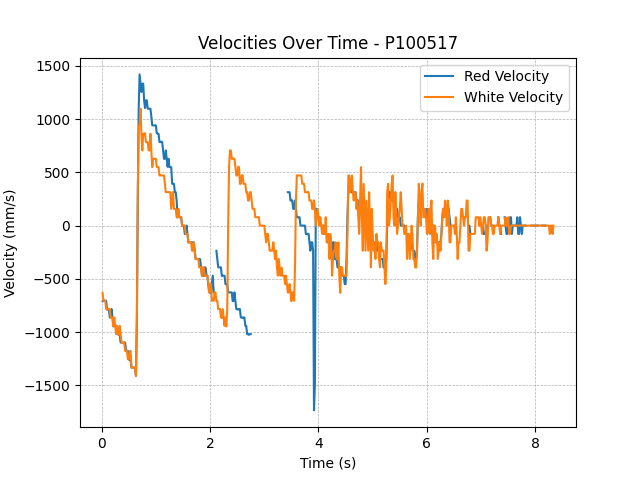 Velocities Over Time - P100517
Red Velocity
White Velocity
Velocity (mm/s)
1500
1000
500
0
−500
−1000
−1500
0 2 4 6 8
Time (s)